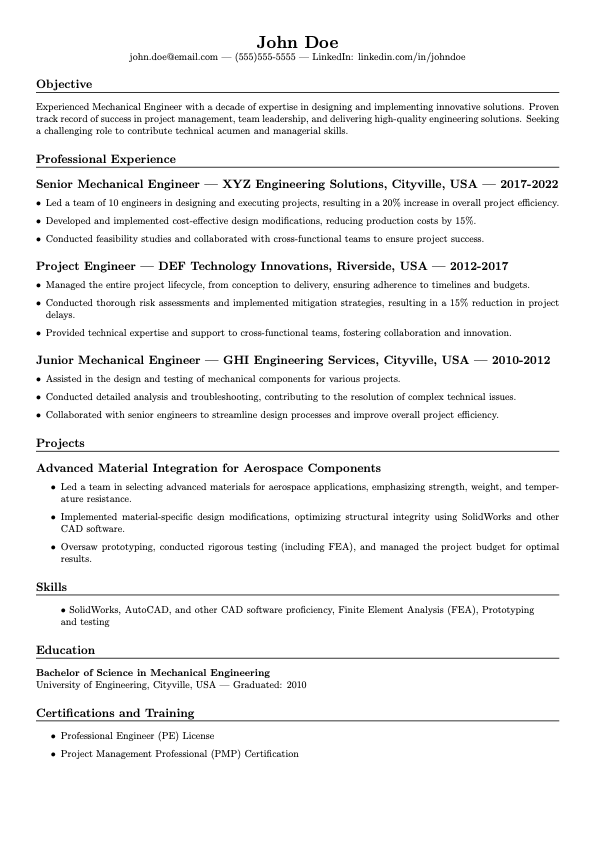 John Doe
john.doe@email.com — (555)555-5555 — LinkedIn: linkedin.com/in/johndoe
Objective
Experienced Mechanical Engineer with a decade of expertise in designing and implementing innovative solutions. Proven
track record of success in project management, team leadership, and delivering high-quality engineering solutions. Seeking
a challenging role to contribute technical acumen and managerial skills.
Professional Experience
Senior Mechanical Engineer — XYZ Engineering Solutions, Cityville, USA — 2017-2022
• Led a team of 10 engineers in designing and executing projects, resulting in a 20% increase in overall project efficiency.
• Developed and implemented cost-effective design modifications, reducing production costs by 15%.
• Conducted feasibility studies and collaborated with cross-functional teams to ensure project success.
Project Engineer — DEF Technology Innovations, Riverside, USA — 2012-2017
• Managed the entire project lifecycle, from conception to delivery, ensuring adherence to timelines and budgets.
• Conducted thorough risk assessments and implemented mitigation strategies, resulting in a 15% reduction in project
delays.
• Provided technical expertise and support to cross-functional teams, fostering collaboration and innovation.
Junior Mechanical Engineer — GHI Engineering Services, Cityville, USA — 2010-2012
• Assisted in the design and testing of mechanical components for various projects.
• Conducted detailed analysis and troubleshooting, contributing to the resolution of complex technical issues.
• Collaborated with senior engineers to streamline design processes and improve overall project efficiency.
Projects
Advanced Material Integration for Aerospace Components
• Led a team in selecting advanced materials for aerospace applications, emphasizing strength, weight, and temper-
ature resistance.
• Implemented material-specific design modifications, optimizing structural integrity using SolidWorks and other
CAD software.
• Oversaw prototyping, conducted rigorous testing (including FEA), and managed the project budget for optimal
results.
Skills
• SolidWorks, AutoCAD, and other CAD software proficiency, Finite Element Analysis (FEA), Prototyping
and testing
Education
Bachelor of Science in Mechanical Engineering
University of Engineering, Cityville, USA — Graduated: 2010
Certifications and Training
• Professional Engineer (PE) License
• Project Management Professional (PMP) Certification